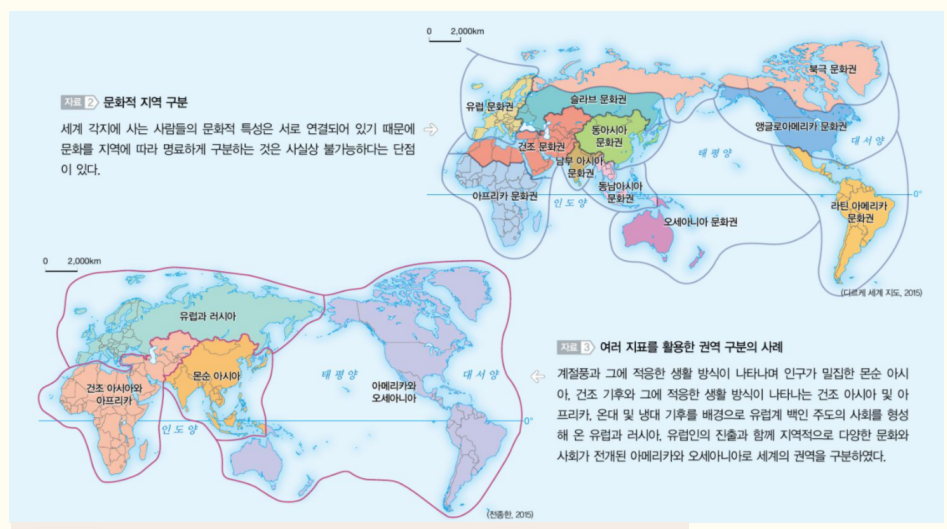 자료 2 문화적 지역 구분
세계 각지에 사는 사람들의 문화적 특성은 서로 연결되어 있기 때문에
문화를 지역에 따라 명료하게 구분하는 것은 사실상 불가능하다는 단점
이 있다.
0 2,000km
북극 문화권
유럽 문화권
슬라브 문화권
앵글로아메리카 문화권
동아시아
문화권
건조 문화권
대서양
태평양
남부 아시아
문화권
동남아시아
문화권
아프리카 문화권
인도양
0°
라틴 아메리카
문화권
오세아니아 문화권
(디르케 세계 지도, 2015)
0 2,000km
유럽과 러시아
몬순 아시아
건조 아시아와
아프리카
태평양
아메리카와
오세아니아
대서양
인도양
0°
(전종한, 2015)
자료 3 여러 지표를 활용한 권역 구분의 사례
계절풍과 그에 적응한 생활 방식이 나타나며 인구가 밀집한 몬순 아시
아, 건조 기후와 그에 적응한 생활 방식이 나타나는 건조 아시아 및 아
프리카, 온대 및 냉대 기후를 배경으로 유럽계 백인 주도의 사회를 형성
해 온 유럽과 러시아, 유럽인의 진출과 함께 지역적으로 다양한 문화와
사회가 전개된 아메리카와 오세아니아로 세계의 권역을 구분하였다.